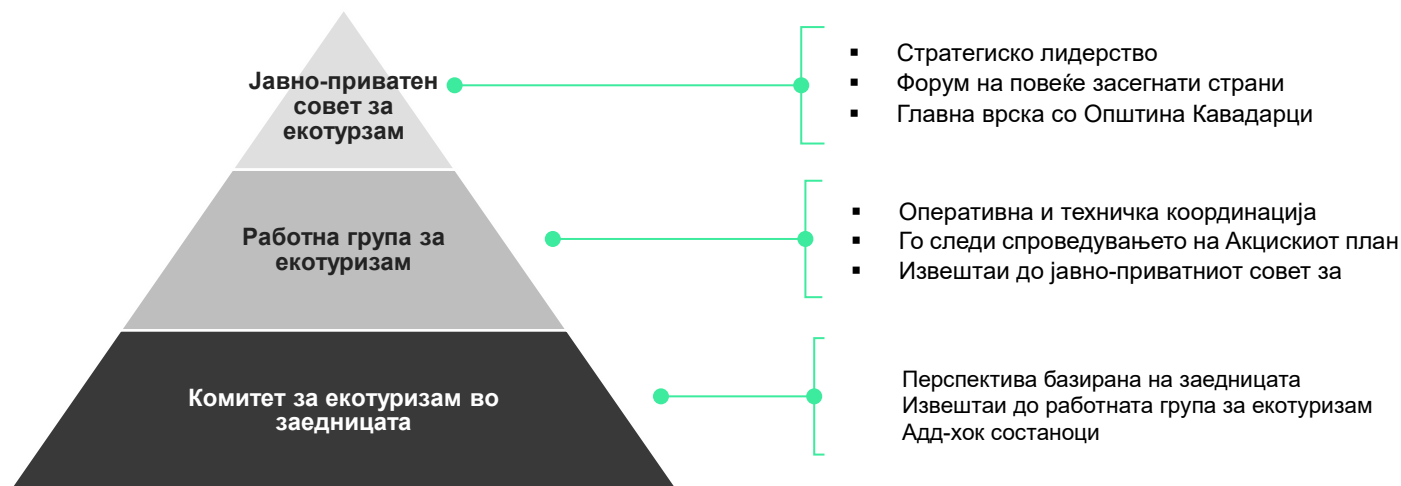 Јавно-приватен
совет за
екотурзам
▪ Стратегиско лидерство
▪ Форум на повеќе засегнати страни
▪ Главна врска со Општина Кавадарци
Работна група за
екотуризам
▪ Оперативна и техничка координација
▪ Го следи спроведувањето на Акцискиот план
▪ Извештаи до јавно-приватниот совет за
Комитет за екотуризам во
заедницата
Перспектива базирана на заедницата
Извештаи до работната група за екотуризам
Адд-хок состаноци